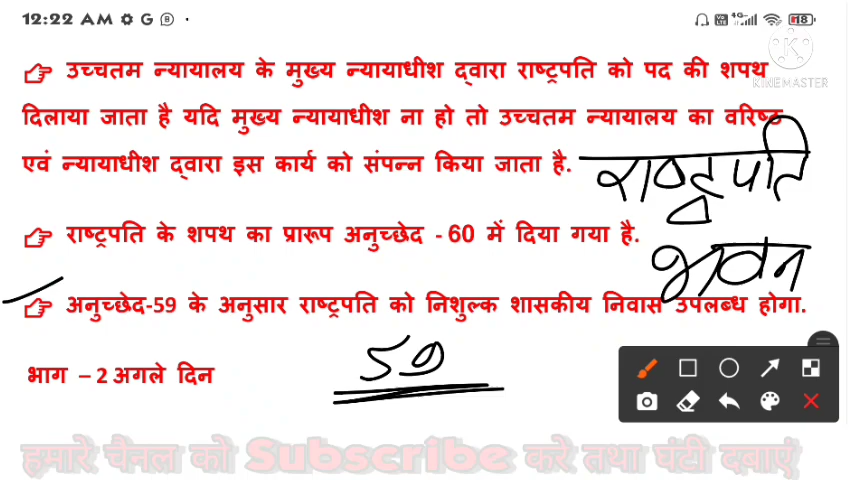 12:22 AM
18
KINEMASTER
उच्चतम न्यायालय के मुख्य न्यायाधीश द्वारा राष्ट्रपति को पद की शपथ
दिलाया जाता है यदि मुख्य न्यायाधीश ना हो तो उच्चतम न्यायालय का वरिष्ठ
एवं न्यायाधीश द्वारा इस कार्य को संपन्न किया जाता है.
राष्ट्रपति
राष्ट्रपति के शपथ का प्रारूप अनुच्छेद - 60 में दिया गया है.
भवन
अनुच्छेद-59 के अनुसार राष्ट्रपति को निशुल्क शासकीय निवास उपलब्ध होगा.
59
भाग – 2 अगले दिन
हमारे चैनल को Subscribe करे तथा घंटी दबाएं